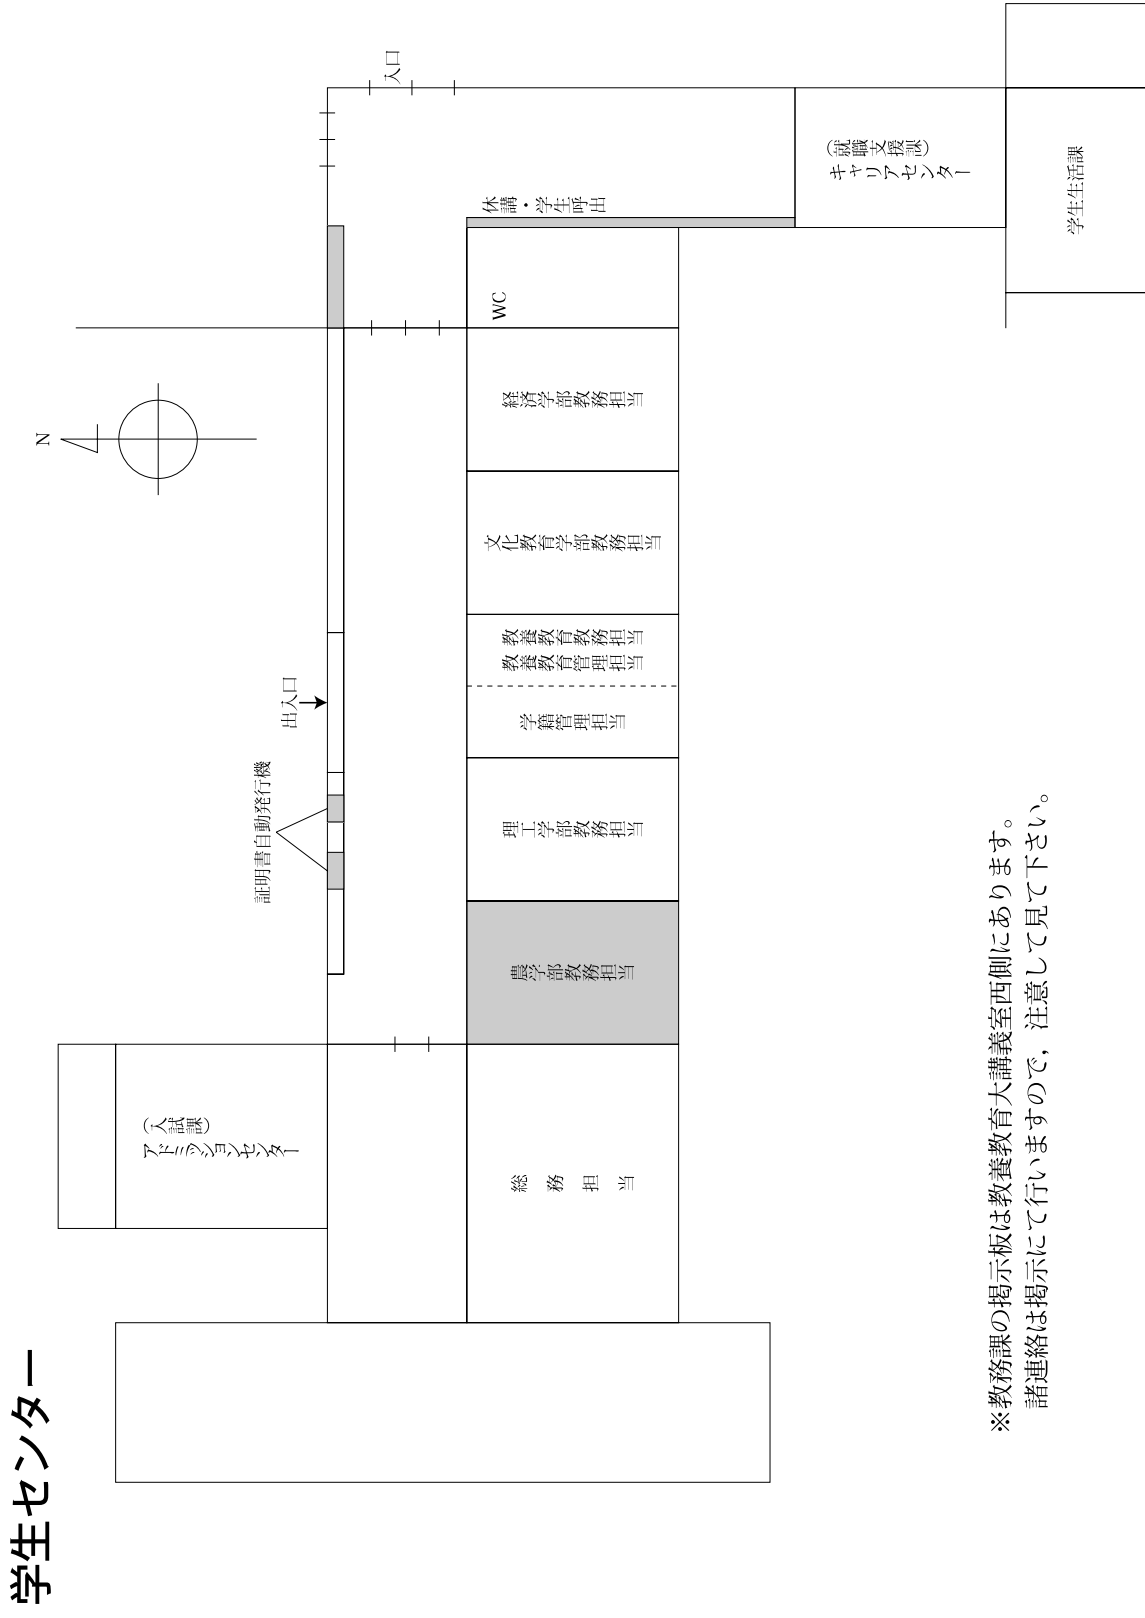 学生センター
N
アドミッションセンター
(入試課)
証明書自動発行機
出入口
入口
総務担当
農学部教務担当
理工学部教務担当
学籍管理担当
教養教育管理担当
教養教育教務担当
文化教育学部教務担当
経済学部教務担当
WC
休講・学生呼出
キャリアセンター
(就職支援課)
学生生活課
※教務課の掲示板は教養教育大講義室西側にあります。
諸連絡は掲示にて行いますので，注意して見て下さい。